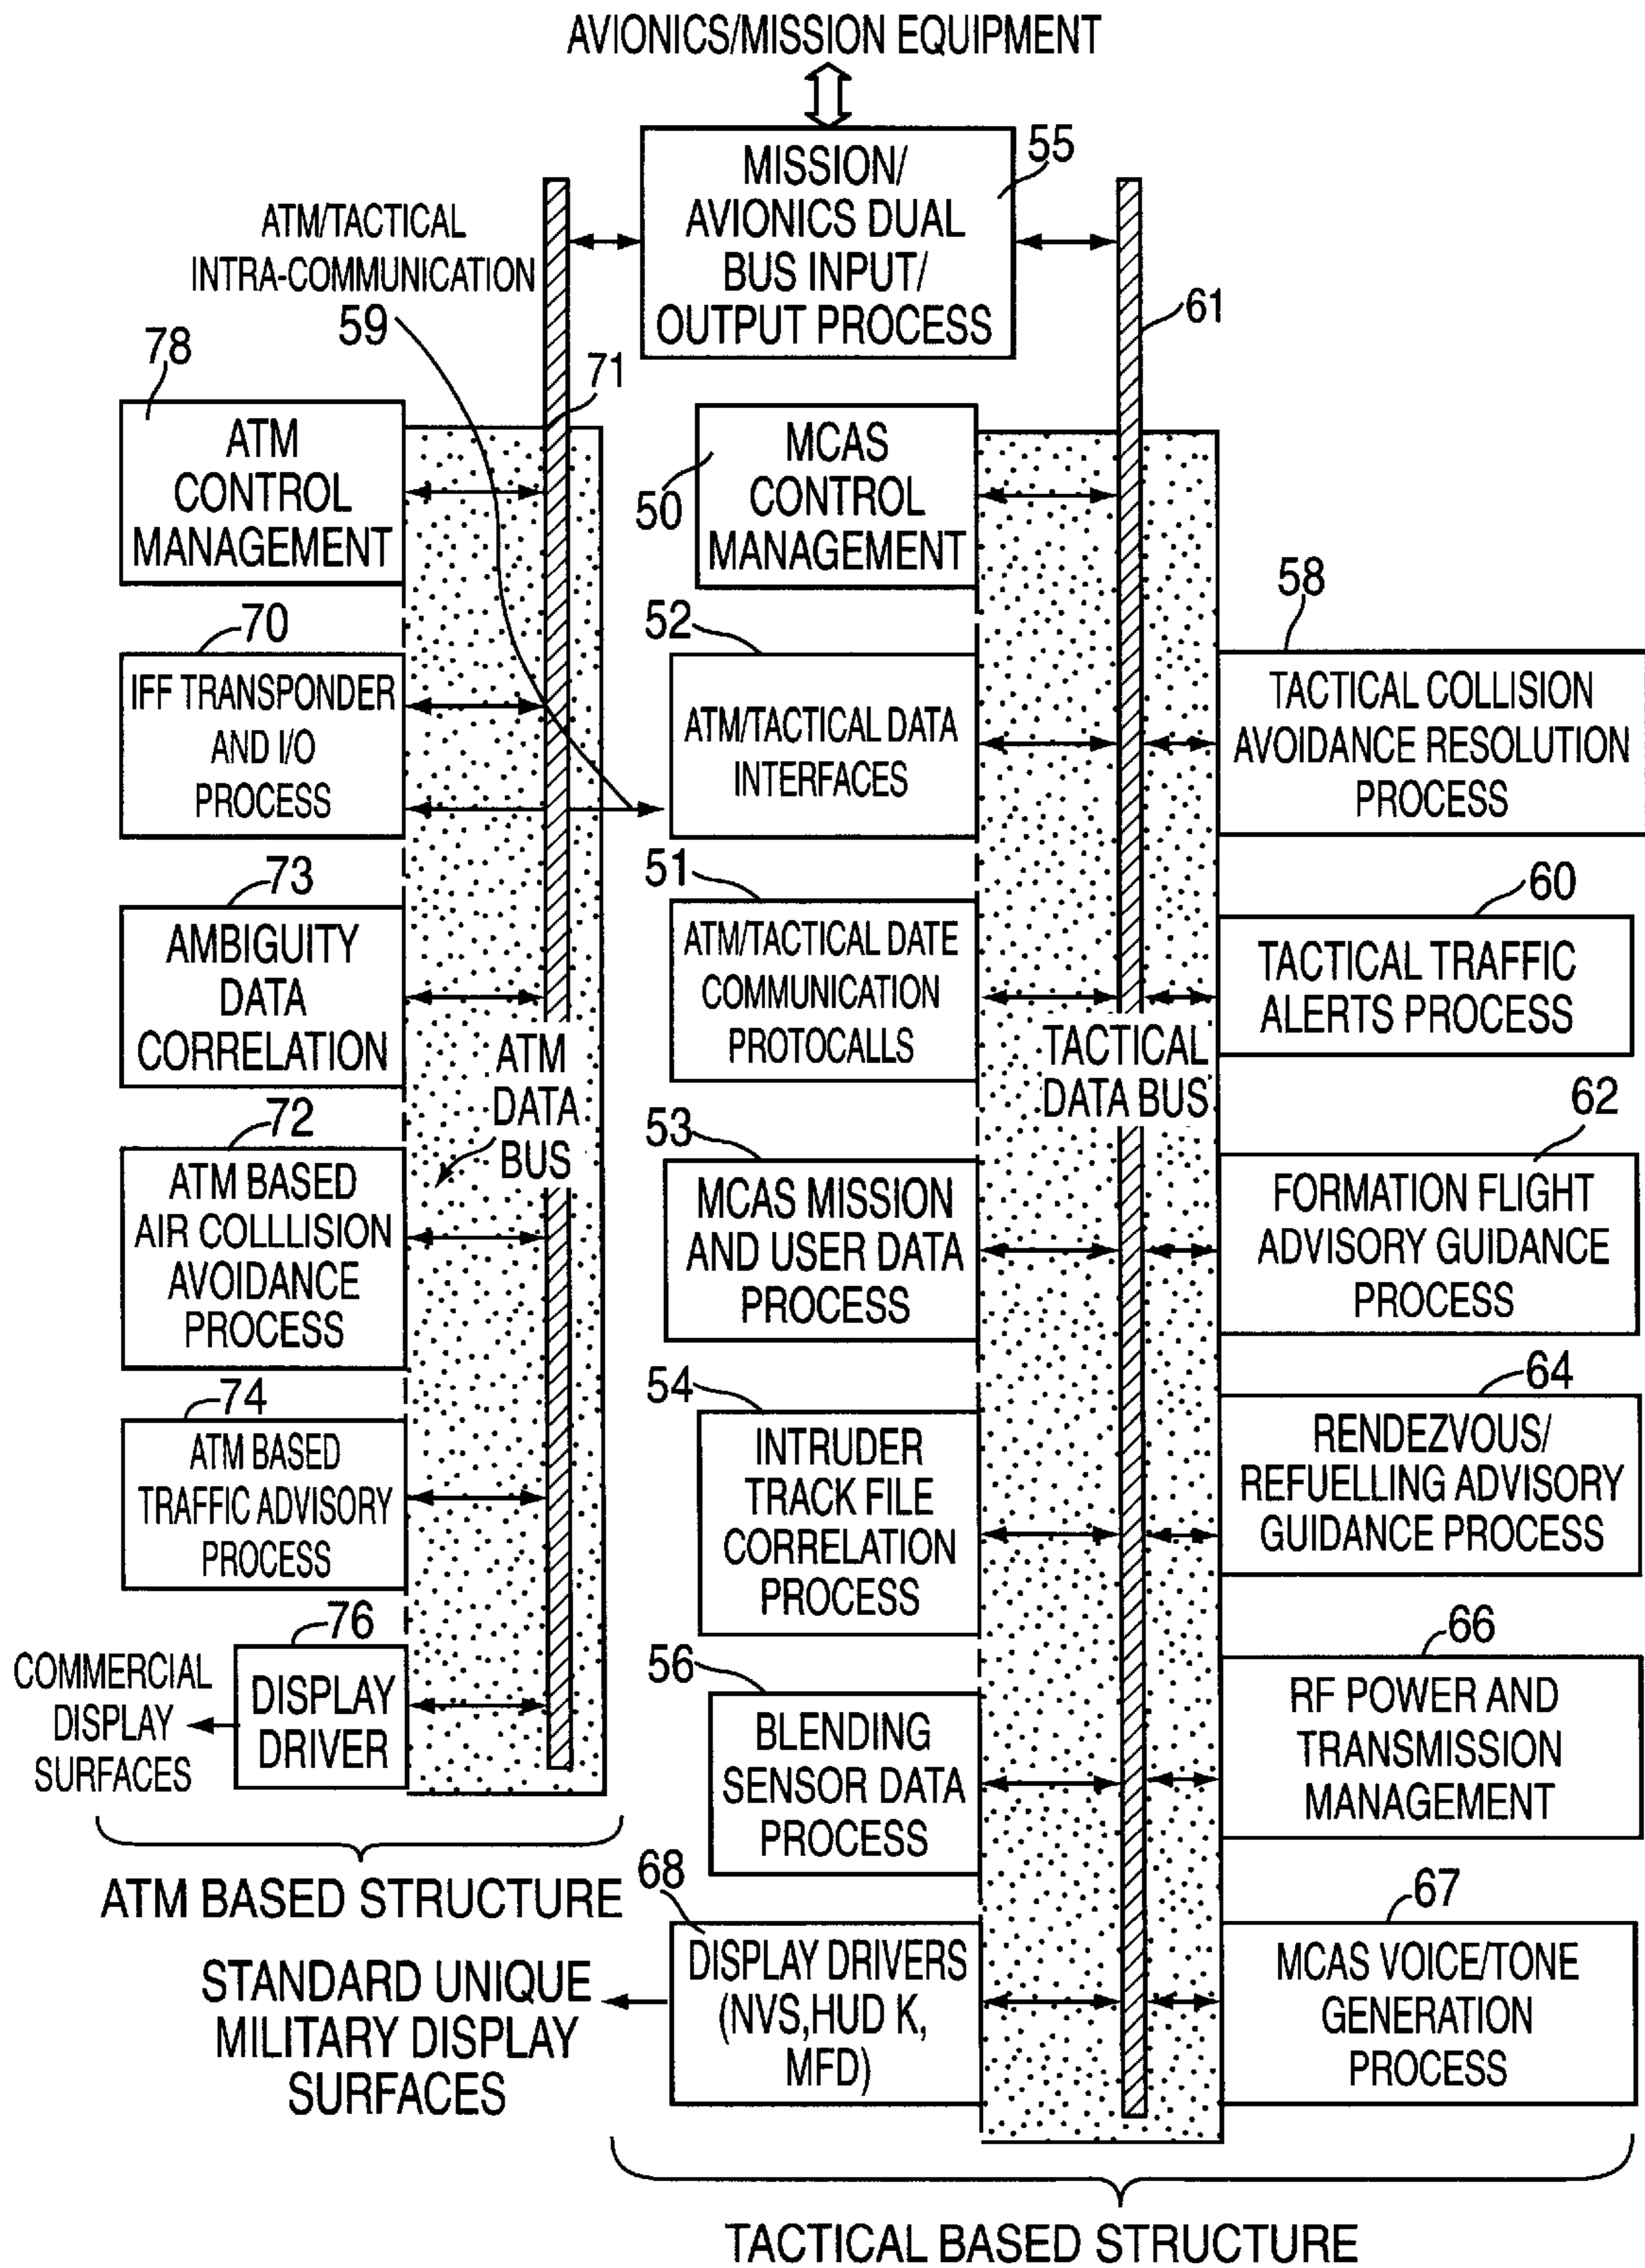 AVIONICS/MISSION EQUIPMENT
MISSION/
AVIONICS DUAL
BUS INPUT/
OUTPUT PROCESS
55
ATM/TACTICAL
INTRA-COMMUNICATION
59
61
71
78
ATM
CONTROL
MANAGEMENT
70
IFF TRANSPONDER
AND I/O
PROCESS
73
AMBIGUITY
DATA
CORRELATION
72
ATM BASED
AIR COLLLISION
AVOIDANCE
PROCESS
74
ATM BASED
TRAFFIC ADVISORY
PROCESS
76
DISPLAY
DRIVER
COMMERCIAL
DISPLAY
SURFACES
ATM
DATA
BUS
ATM BASED STRUCTURE
50
MCAS
CONTROL
MANAGEMENT
52
ATM/TACTICAL DATA
INTERFACES
51
ATM/TACTICAL DATE
COMMUNICATION
PROTOCALLS
53
MCAS MISSION
AND USER DATA
PROCESS
54
INTRUDER
TRACK FILE
CORRELATION
PROCESS
56
BLENDING
SENSOR DATA
PROCESS
68
DISPLAY DRIVERS
(NVS,HUD K,
MFD)
STANDARD UNIQUE
MILITARY DISPLAY
SURFACES
TACTICAL
DATA BUS
58
TACTICAL COLLISION
AVOIDANCE RESOLUTION
PROCESS
60
TACTICAL TRAFFIC
ALERTS PROCESS
62
FORMATION FLIGHT
ADVISORY GUIDANCE
PROCESS
64
RENDEZVOUS/
REFUELLING ADVISORY
GUIDANCE PROCESS
66
RF POWER AND
TRANSMISSION
MANAGEMENT
67
MCAS VOICE/TONE
GENERATION
PROCESS
TACTICAL BASED STRUCTURE